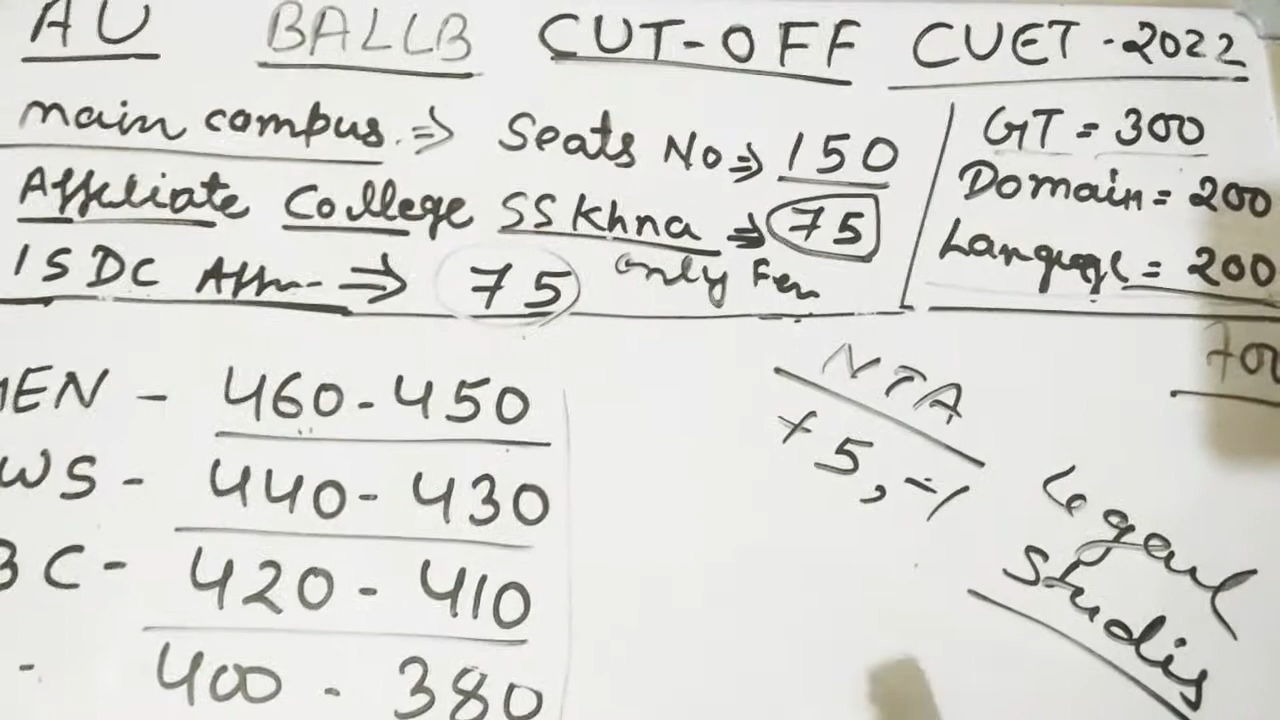 AU BALLB CUT-OFF CUET-2022
main campus. ⇒ Seats No ⇒ 150
Affiliate College SS Khna ⇒ 75
only Fem
ISDC ⇒ 75
GT = 300
Domain = 200
Language = 200
700
EN - 460-450
WS - 440-430
BC - 420-410
- 400-380
NTA
+5, -1
Legal
Studis